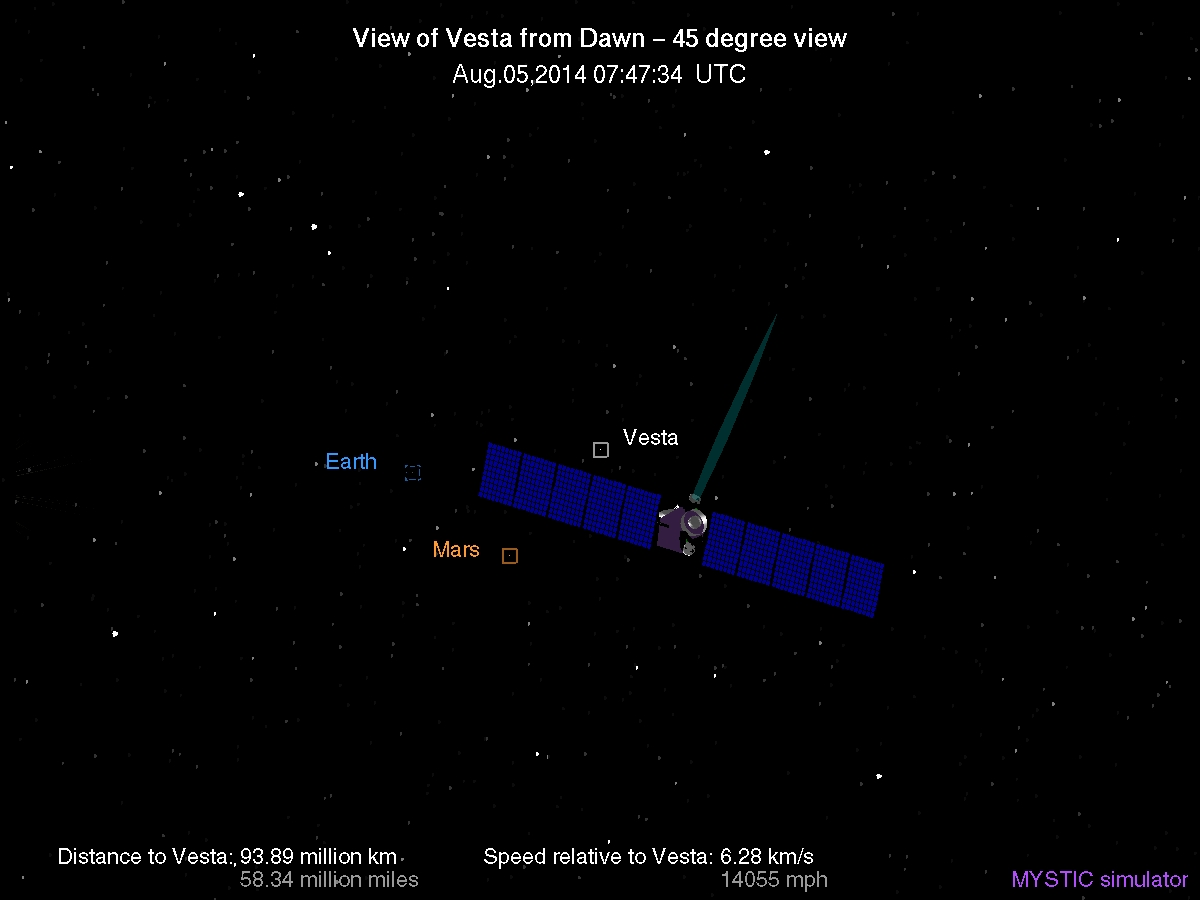 View of Vesta from Dawn – 45 degree view
Aug.05,2014 07:47:34 UTC
Vesta
Earth
Mars
Distance to Vesta: 93.89 million km
58.34 million miles
Speed relative to Vesta: 6.28 km/s
14055 mph
MYSTIC simulator